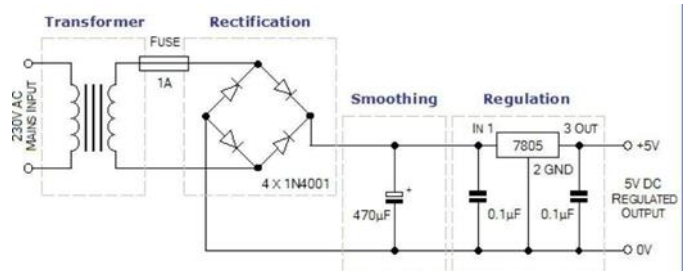 Transformer
Rectification
FUSE
1A
230V AC
MAINS INPUT
4 X 1N4001
Smoothing
470µF
+
Regulation
IN 1
7805
3 OUT
2 GND
0.1µF
0.1µF
+5V
5V DC
REGULATED
OUTPUT
0V